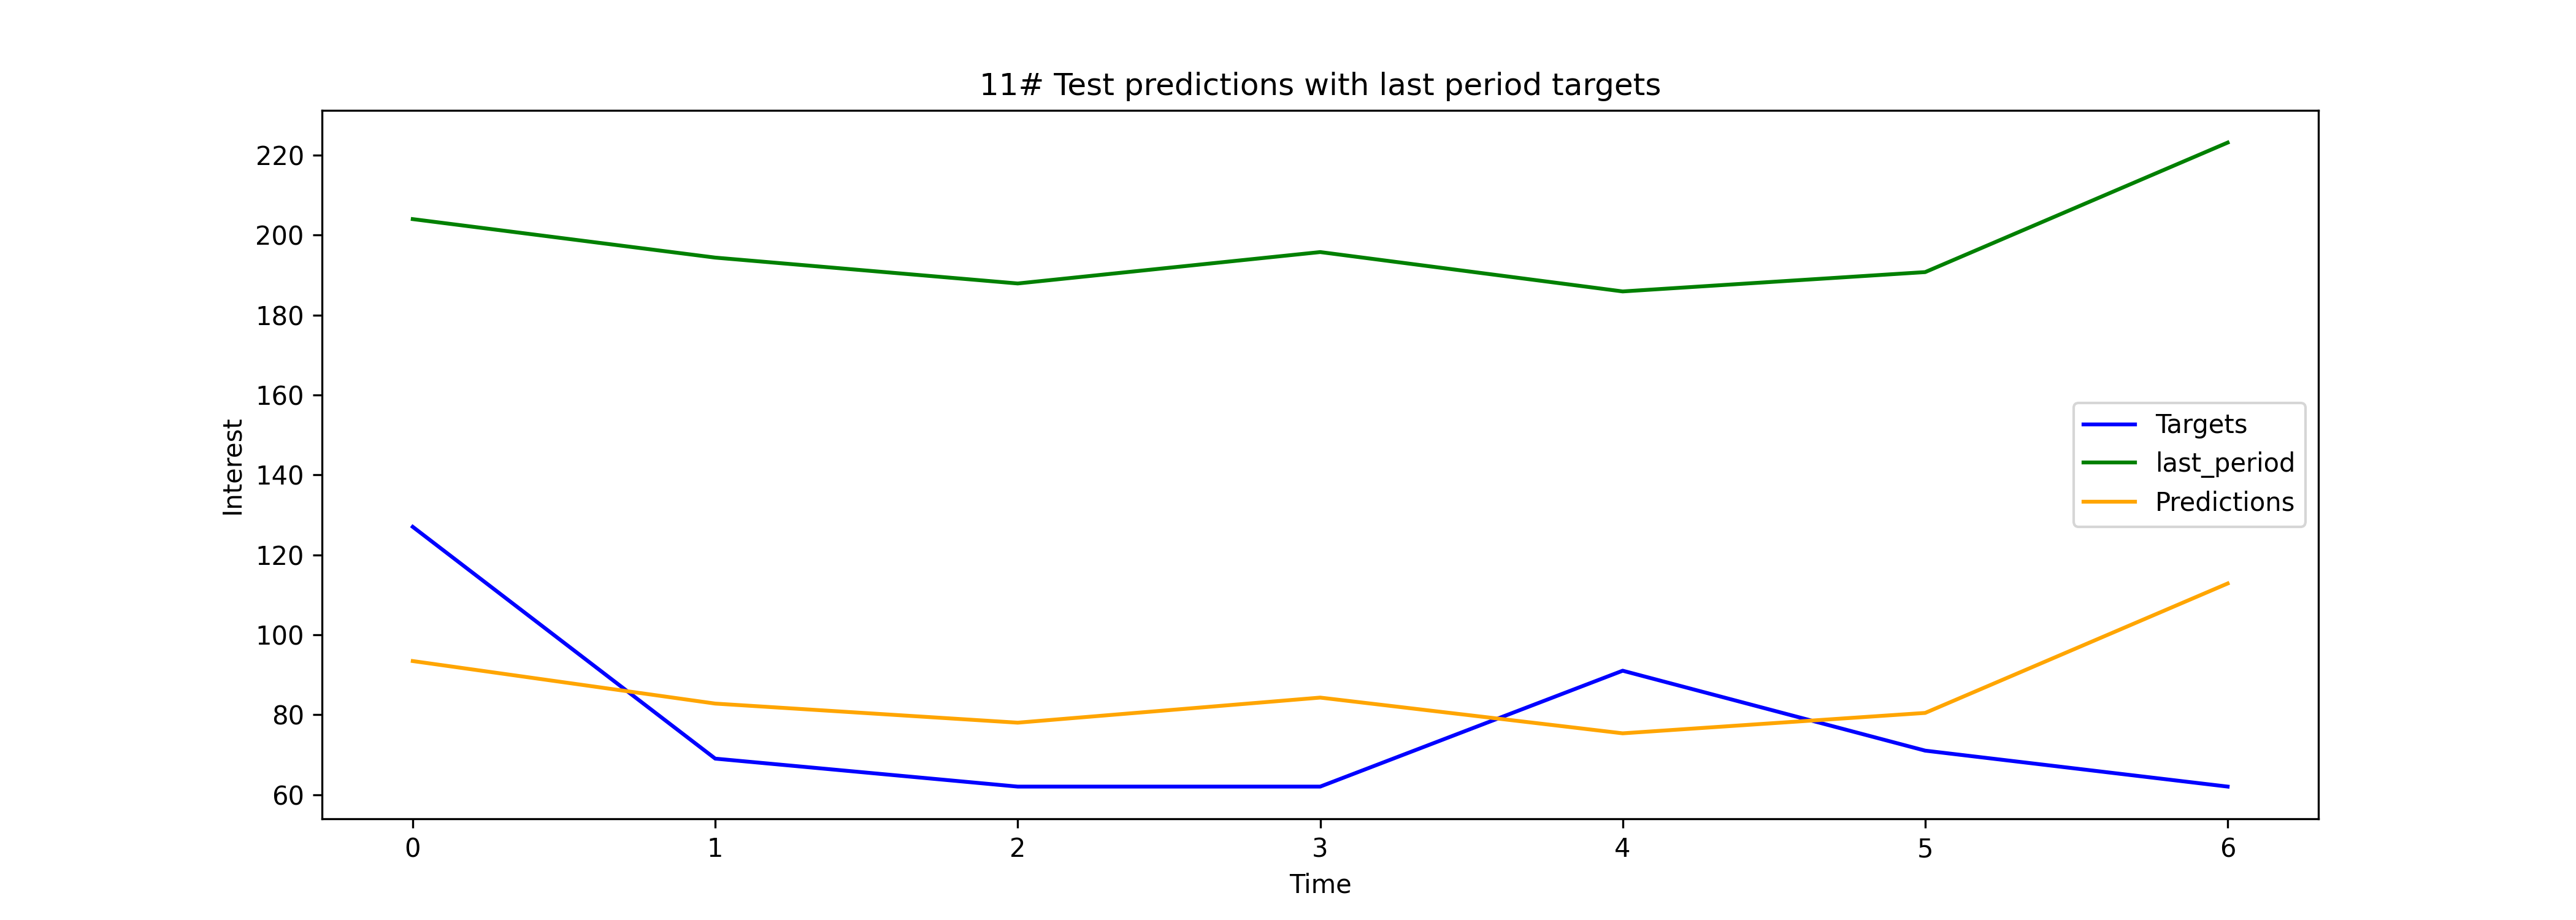 11# Test predictions with last period targets
220
200
180
160
140
120
100
80
60
Interest
Targets
last_period
Predictions
0 1 2 3 4 5 6
Time